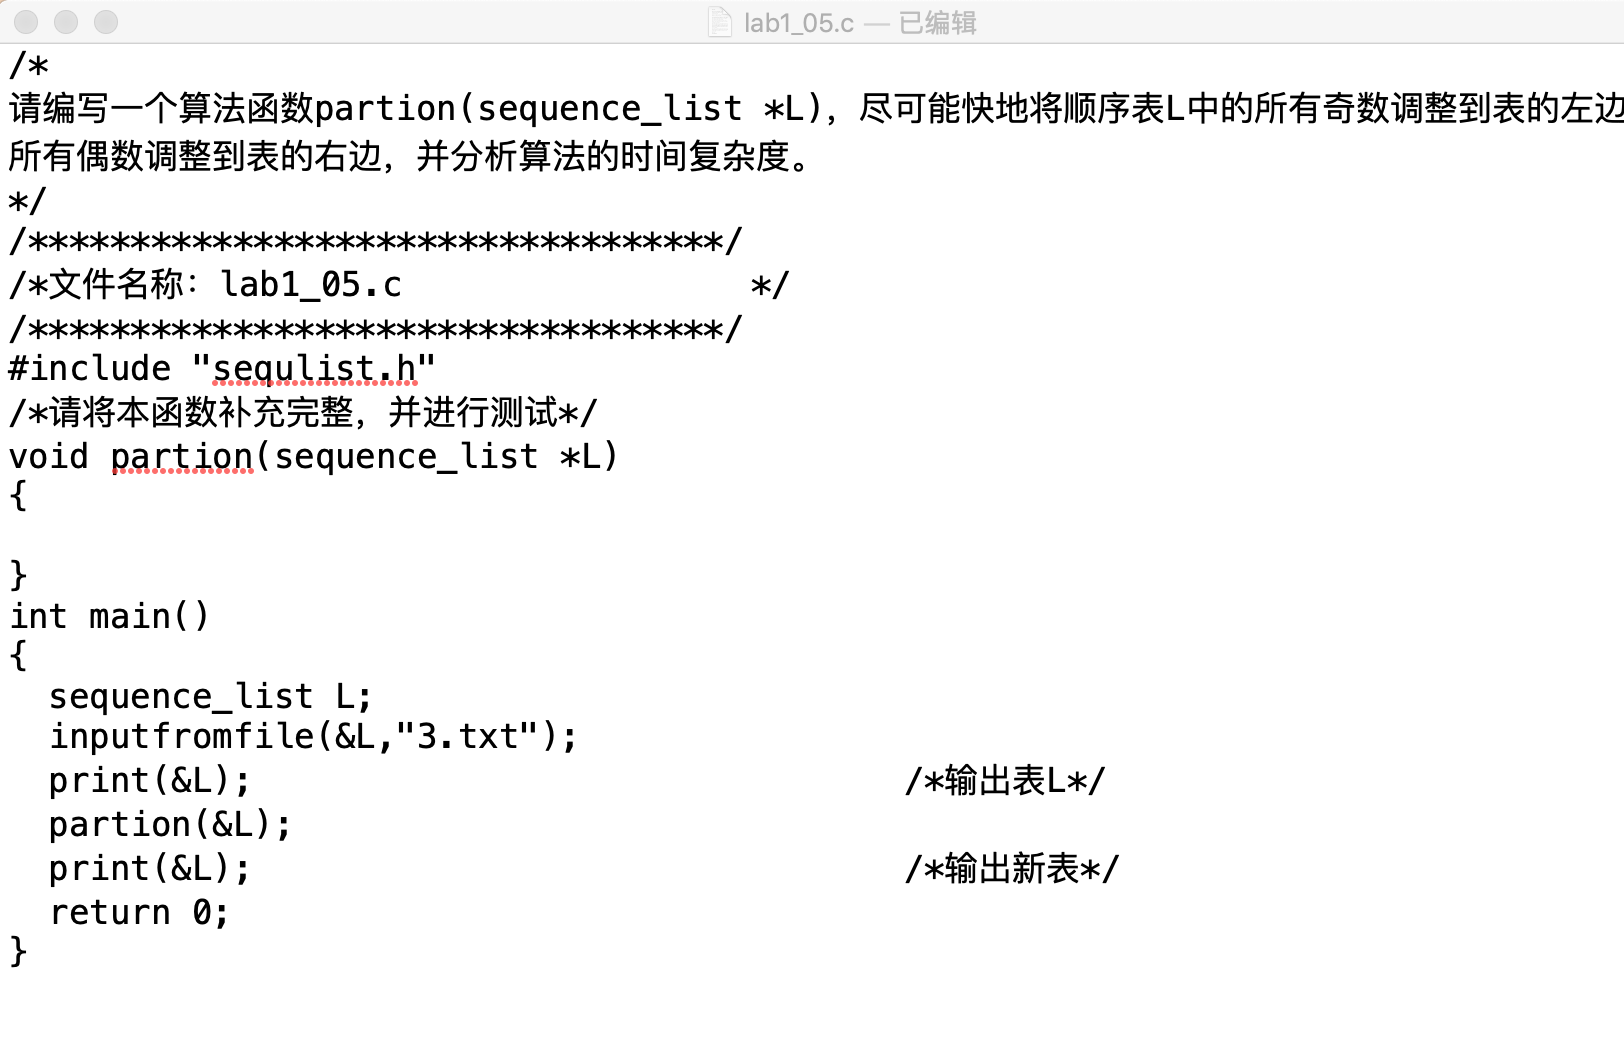 lab1_05.c — 已编辑
/*
请编写一个算法函数partion(sequence_list *L)，尽可能快地将顺序表L中的所有奇数调整到表的左边
所有偶数调整到表的右边，并分析算法的时间复杂度。
*/
/**********************************/
/*文件名称：lab1_05.c                 */
/**********************************/
#include "sequlist.h"
/*请将本函数补充完整，并进行测试*/
void partion(sequence_list *L)
{
}
int main()
{
  sequence_list L;
  inputfromfile(&L,"3.txt");
  print(&L);                                /*输出表L*/
  partion(&L);
  print(&L);                                /*输出新表*/
  return 0;
}